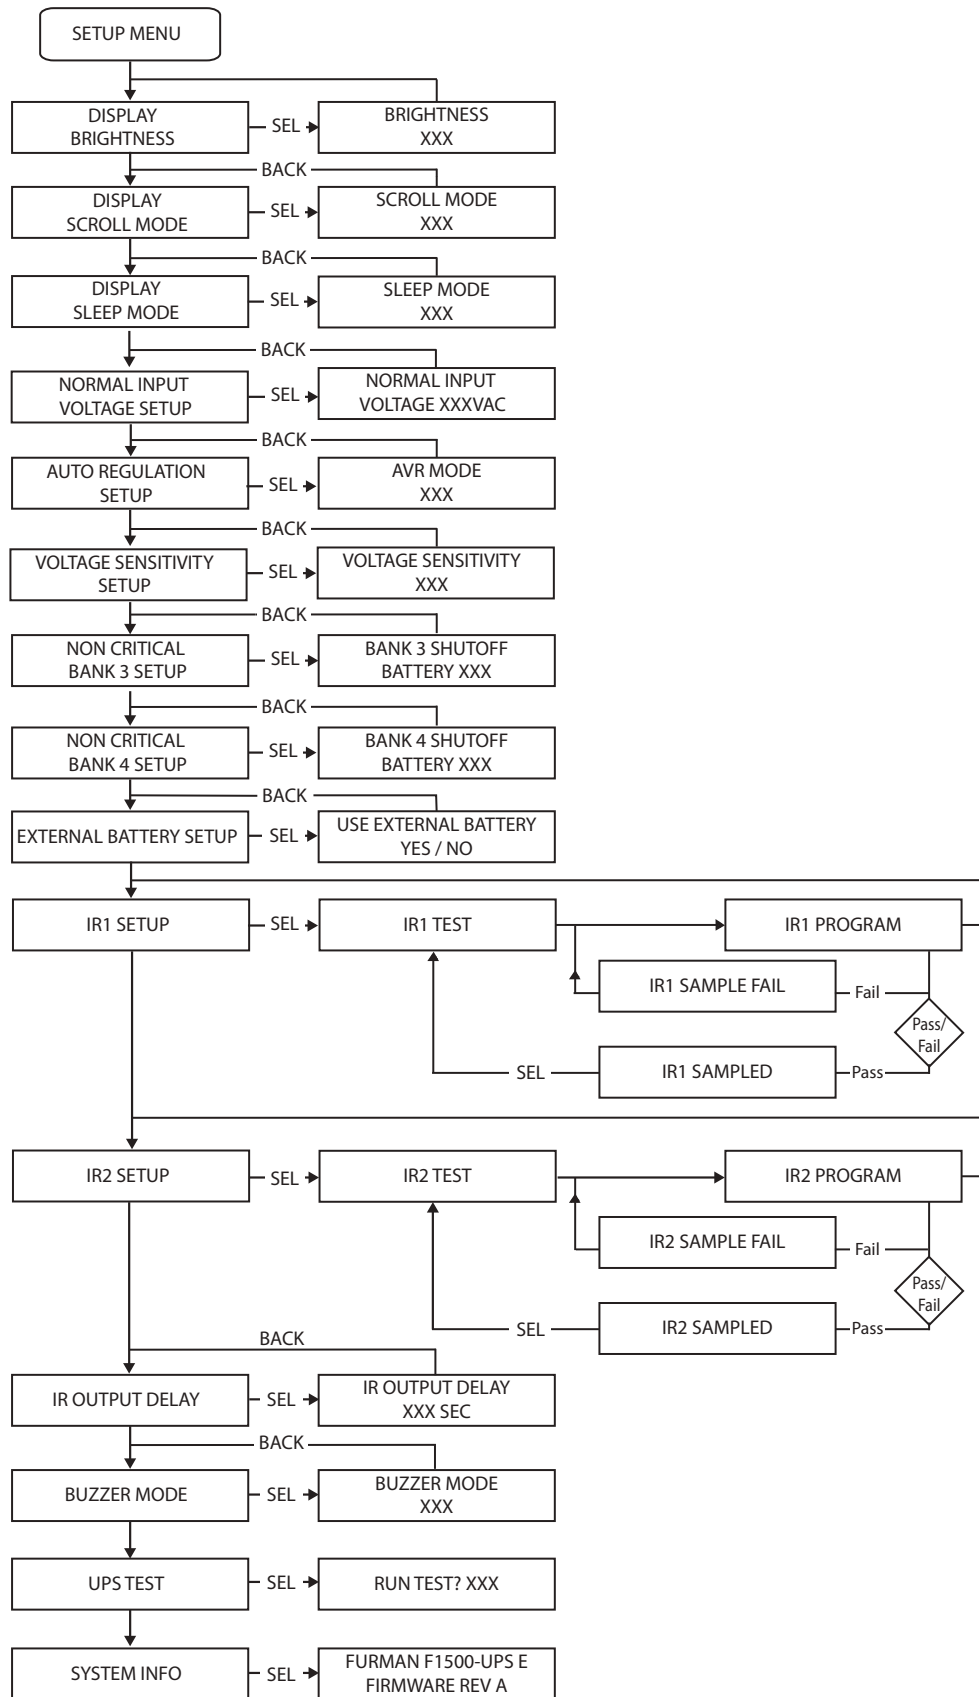 SETUP MENU
DISPLAY
BRIGHTNESS
SEL
BRIGHTNESS
XXX
BACK
DISPLAY
SCROLL MODE
SEL
SCROLL MODE
XXX
BACK
DISPLAY
SLEEP MODE
SEL
SLEEP MODE
XXX
BACK
NORMAL INPUT
VOLTAGE SETUP
SEL
NORMAL INPUT
VOLTAGE XXXVAC
BACK
AUTO REGULATION
SETUP
SEL
AVR MODE
XXX
BACK
VOLTAGE SENSITIVITY
SETUP
SEL
VOLTAGE SENSITIVITY
XXX
BACK
NON CRITICAL
BANK 3 SETUP
SEL
BANK 3 SHUTOFF
BATTERY XXX
BACK
NON CRITICAL
BANK 4 SETUP
SEL
BANK 4 SHUTOFF
BATTERY XXX
BACK
EXTERNAL BATTERY SETUP
SEL
USE EXTERNAL BATTERY
YES / NO
IR1 SETUP
SEL
IR1 TEST
IR1 PROGRAM
IR1 SAMPLE FAIL
Fail
Pass/
Fail
SEL
IR1 SAMPLED
Pass
IR2 SETUP
SEL
IR2 TEST
IR2 PROGRAM
IR2 SAMPLE FAIL
Fail
Pass/
Fail
SEL
IR2 SAMPLED
Pass
BACK
IR OUTPUT DELAY
SEL
IR OUTPUT DELAY
XXX SEC
BACK
BUZZER MODE
SEL
BUZZER MODE
XXX
UPS TEST
SEL
RUN TEST? XXX
SYSTEM INFO
SEL
FURMAN F1500-UPS E
FIRMWARE REV A